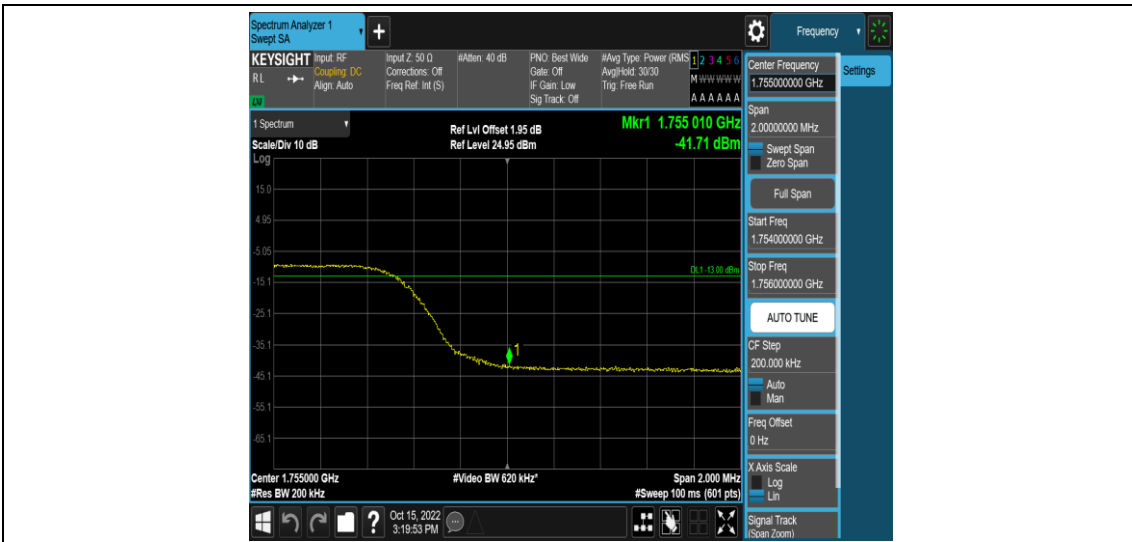 Spectrum Analyzer 1
Swept SA
+
Frequency
KEYSIGHT
RL
LXI
Input: RF
Coupling: DC
Align: Auto
Input Z: 50 Ω
Corrections: Off
Freq Ref: Int (S)
#Atten: 40 dB
PNO: Best Wide
Gate: Off
IF Gain: Low
Sig Track: Off
#Avg Type: Power (RMS
Avg|Hold: 30/30
Trig: Free Run
1 2 3 4 5 6
M W W W W W
A A A A A A
1 Spectrum
Scale/Div 10 dB
Log
Ref Lvl Offset 1.95 dB
Ref Level 24.95 dBm
Mkr1 1.755 010 GHz
-41.71 dBm
15.0
4.95
-5.05
DL1 -13.00 dBm
-15.1
-25.1
-35.1
1
-45.1
-55.1
-65.1
Center 1.755000 GHz
#Res BW 200 kHz
#Video BW 620 kHz*
Span 2.000 MHz
#Sweep 100 ms (601 pts)
?
Oct 15, 2022
3:19:53 PM
Center Frequency
1.755000000 GHz
Settings
Span
2.00000000 MHz
Swept Span
Zero Span
Full Span
Start Freq
1.754000000 GHz
Stop Freq
1.756000000 GHz
AUTO TUNE
CF Step
200.000 kHz
Auto
Man
Freq Offset
0 Hz
X Axis Scale
Log
Lin
Signal Track
(Span Zoom)